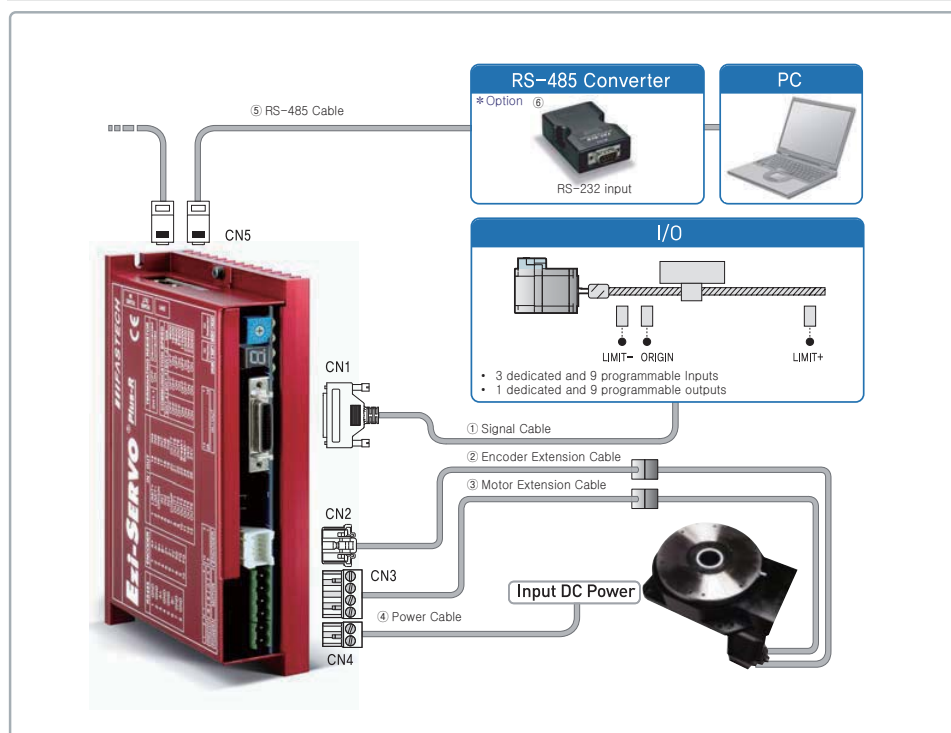 RS-485 Converter
PC
⑤ RS-485 Cable
*Option ⑥
RS-232 input
CN5
I/O
LIMIT- ORIGIN
LIMIT+
• 3 dedicated and 9 programmable Inputs
• 1 dedicated and 9 programmable outputs
CN1
① Signal Cable
② Encoder Extension Cable
③ Motor Extension Cable
CN2
CN3
Input DC Power
④ Power Cable
CN4
FASTECH
Ezi-SERVO® Plus-R
CE